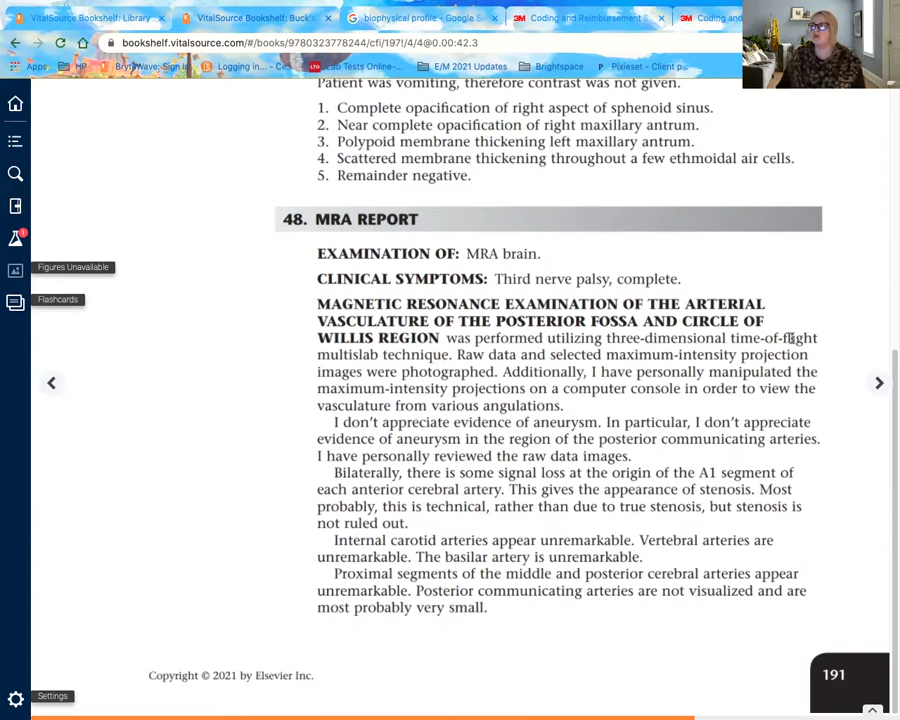 VitalSource Bookshelf: Library
VitalSource Bookshelf: Buck's
biophysical profile - Google S
Coding and Reimbursement S
Coding and
bookshelf.vitalsource.com/#/books/9780323778244/cfi/197!/4/4@0.00:42.3
Apps
HP
BryteWave: Sign I
Logging in... - Ce
Lab Tests Online-
E/M 2021 Updates
Brightspace
Pixieset - Client p...
Patient was vomiting, therefore contrast was not given.
1. Complete opacification of right aspect of sphenoid sinus.
2. Near complete opacification of right maxillary antrum.
3. Polypoid membrane thickening left maxillary antrum.
4. Scattered membrane thickening throughout a few ethmoidal air cells.
5. Remainder negative.
48. MRA REPORT
EXAMINATION OF: MRA brain.
CLINICAL SYMPTOMS: Third nerve palsy, complete.
MAGNETIC RESONANCE EXAMINATION OF THE ARTERIAL
VASCULATURE OF THE POSTERIOR FOSSA AND CIRCLE OF
WILLIS REGION was performed utilizing three-dimensional time-of-flight
multislab technique. Raw data and selected maximum-intensity projection
images were photographed. Additionally, I have personally manipulated the
maximum-intensity projections on a computer console in order to view the
vasculature from various angulations.
I don't appreciate evidence of aneurysm. In particular, I don't appreciate
evidence of aneurysm in the region of the posterior communicating arteries.
I have personally reviewed the raw data images.
Bilaterally, there is some signal loss at the origin of the A1 segment of
each anterior cerebral artery. This gives the appearance of stenosis. Most
probably, this is technical, rather than due to true stenosis, but stenosis is
not ruled out.
Internal carotid arteries appear unremarkable. Vertebral arteries are
unremarkable. The basilar artery is unremarkable.
Proximal segments of the middle and posterior cerebral arteries appear
unremarkable. Posterior communicating arteries are not visualized and are
most probably very small.
Figures Unavailable
Flashcards
Settings
Copyright © 2021 by Elsevier Inc.
191